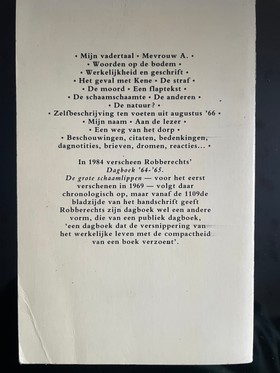 • Mijn vadertaal • Mevrouw A. •
• Woorden op de bodem •
• Werkelijkheid en geschrift •
• Het geval met Kene • De straf •
• De moord • Een flaptekst •
• De schaamschaamte • De anderen •
• De natuur? •
• Zelfbeschrijving ten voeten uit augustus '66 •
• Mijn naam • Aan de lezer •
• Een weg van het dorp •
• Beschouwingen, citaten, bedenkingen,
dagnotities, brieven, dromen, reacties... •
In 1984 verscheen Robberechts'
Dagboek '64-'65.
De grote schaamlippen — voor het eerst
verschenen in 1969 — volgt daar
chronologisch op, maar vanaf de 1109de
bladzijde van het handschrift geeft
Robberechts zijn dagboek wel een andere
vorm, die van een publiek dagboek,
'een dagboek dat de versnippering van
het werkelijke leven met de compactheid
van een boek verzoent'.